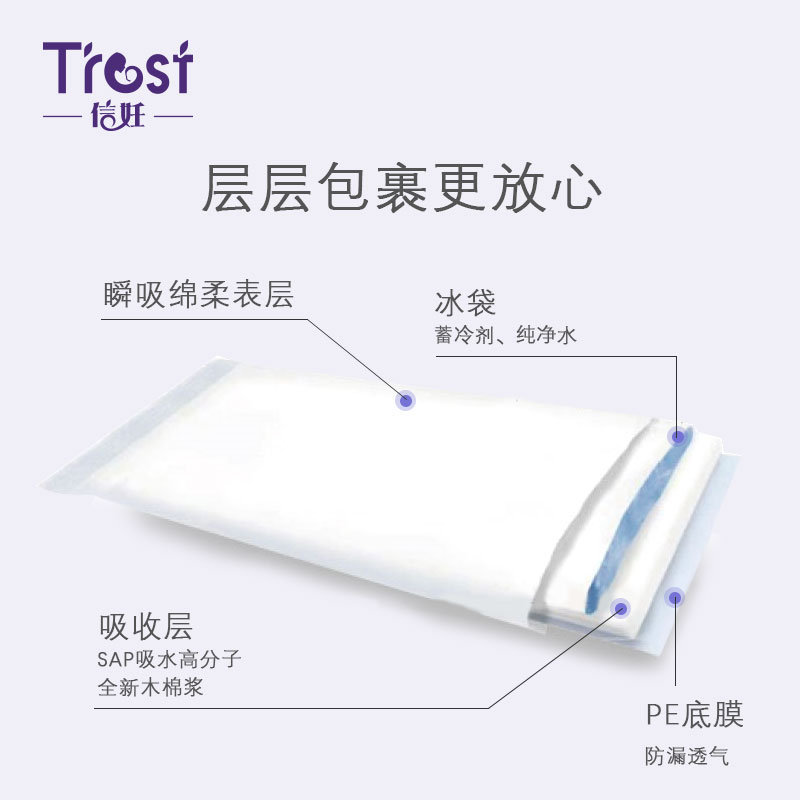 Trost
信妊
层层包裹更放心
瞬吸绵柔表层
冰袋
蓄冷剂、纯净水
吸收层
SAP吸水高分子
全新木棉浆
PE底膜
防漏透气